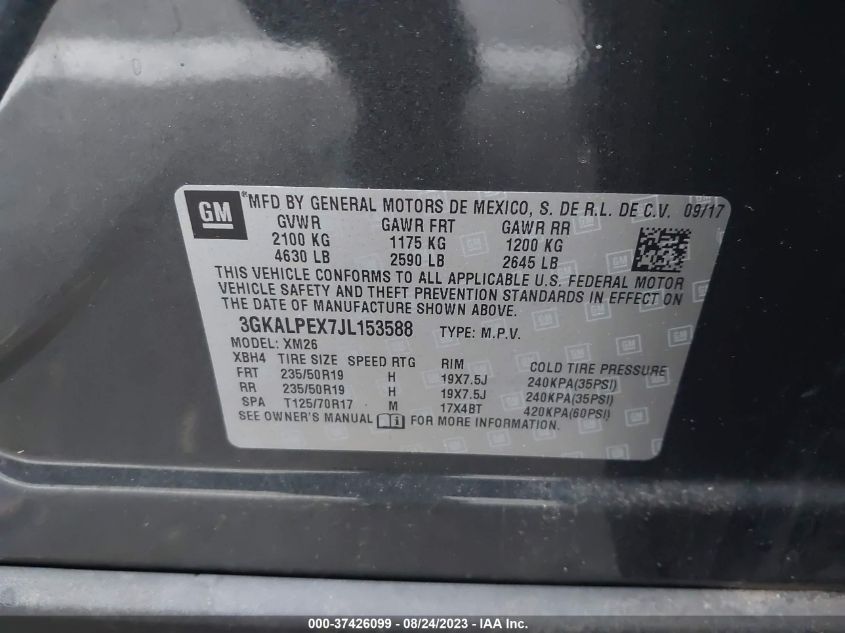 GM ® MFD BY GENERAL MOTORS DE MEXICO, S. DE R.L. DE C.V. 09/17
GVWR GAWR FRT GAWR RR
2100 KG 1175 KG 1200 KG
4630 LB 2590 LB 2645 LB
THIS VEHICLE CONFORMS TO ALL APPLICABLE U.S. FEDERAL MOTOR
VEHICLE SAFETY AND THEFT PREVENTION STANDARDS IN EFFECT ON
THE DATE OF MANUFACTURE SHOWN ABOVE.
3GKALPEX7JL153588 TYPE: M.P.V.
MODEL: XM26
XBH4 TIRE SIZE SPEED RTG RIM COLD TIRE PRESSURE
FRT 235/50R19 H 19X7.5J 240KPA(35PSI)
RR 235/50R19 H 19X7.5J 240KPA(35PSI)
SPA T125/70R17 M 17X4BT 420KPA(60PSI)
SEE OWNER'S MANUAL i FOR MORE INFORMATION.
000-37426099 - 08/24/2023 - IAA Inc.